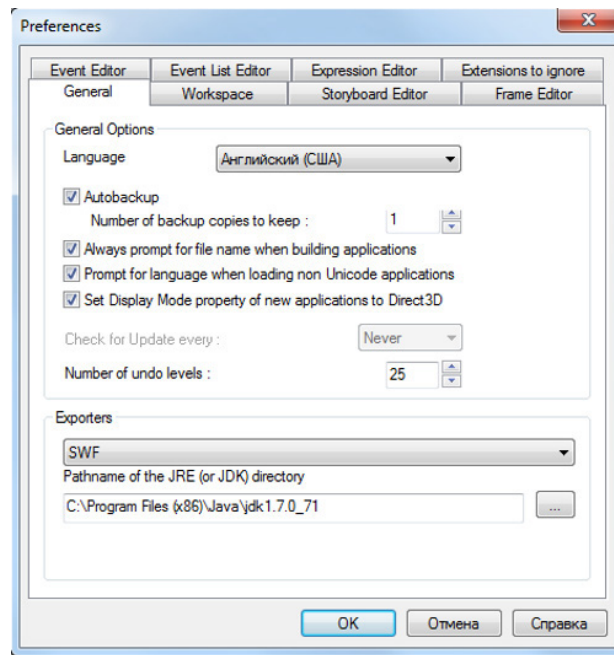 Preferences
Event Editor Event List Editor Expression Editor Extensions to ignore
General Workspace Storyboard Editor Frame Editor
General Options
Language Английский (США)
Autobackup
Number of backup copies to keep : 1
Always prompt for file name when building applications
Prompt for language when loading non Unicode applications
Set Display Mode property of new applications to Direct3D
Check for Update every : Never
Number of undo levels : 25
Exporters
SWF
Pathname of the JRE (or JDK) directory
C:\Program Files (x86)\Java\jdk1.7.0_71
...
OK Отмена Справка